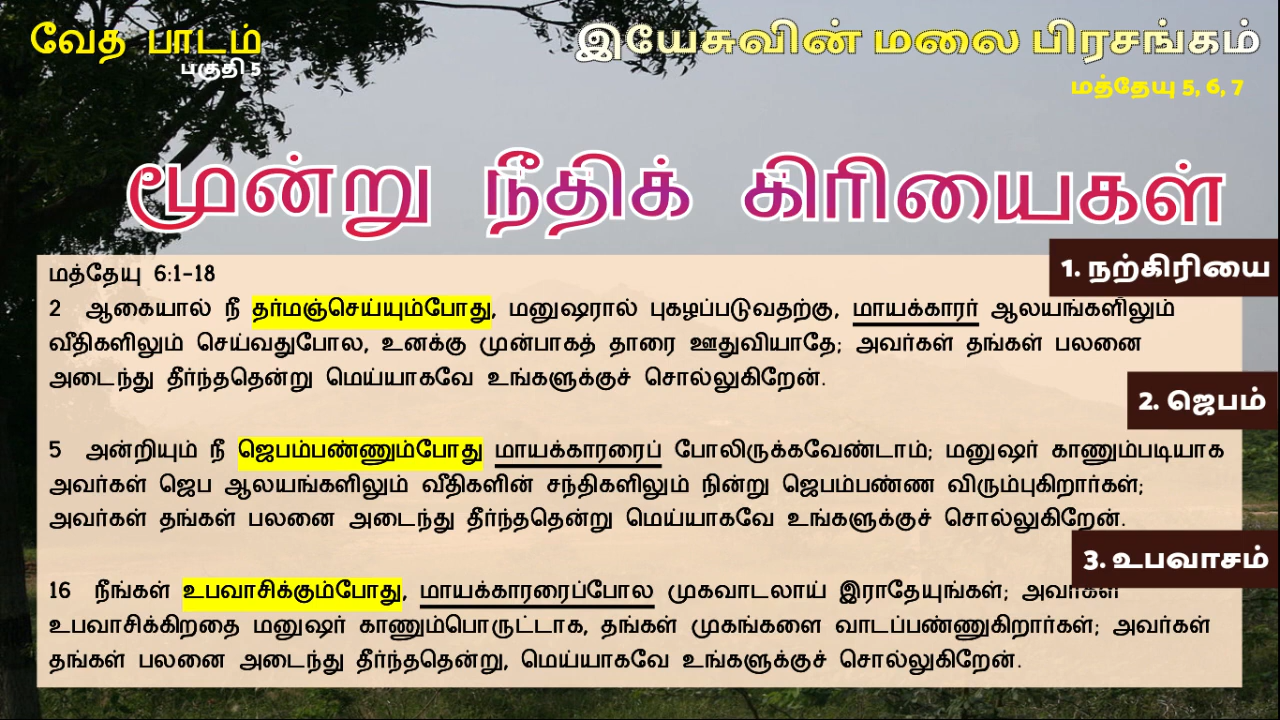 வேத பாடம்
பகுதி 5
இயேசுவின் மலை பிரசங்கம்
மத்தேயு 5, 6, 7
மூன்று நீதிக் கிரியைகள்
மத்தேயு 6:1-18
1. நற்கிரியை
2 ஆகையால் நீ தர்மஞ்செய்யும்போது, மனுஷரால் புகழப்படுவதற்கு, மாயக்காரர் ஆலயங்களிலும்
வீதிகளிலும் செய்வதுபோல, உனக்கு முன்பாகத் தாரை ஊதுவியாதே; அவர்கள் தங்கள் பலனை
அடைந்து தீர்ந்ததென்று மெய்யாகவே உங்களுக்குச் சொல்லுகிறேன்.
2. ஜெபம்
5 அன்றியும் நீ ஜெபம்பண்ணும்போது மாயக்காரரைப் போலிருக்கவேண்டாம்; மனுஷர் காணும்படியாக
அவர்கள் ஜெப ஆலயங்களிலும் வீதிகளின் சந்திகளிலும் நின்று ஜெபம்பண்ண விரும்புகிறார்கள்;
அவர்கள் தங்கள் பலனை அடைந்து தீர்ந்ததென்று மெய்யாகவே உங்களுக்குச் சொல்லுகிறேன்.
3. உபவாசம்
16 நீங்கள் உபவாசிக்கும்போது, மாயக்காரரைப்போல முகவாடலாய் இராதேயுங்கள்; அவர்கள்
உபவாசிக்கிறதை மனுஷர் காணும்பொருட்டாக, தங்கள் முகங்களை வாடப்பண்ணுகிறார்கள்; அவர்கள்
தங்கள் பலனை அடைந்து தீர்ந்ததென்று, மெய்யாகவே உங்களுக்குச் சொல்லுகிறேன்.